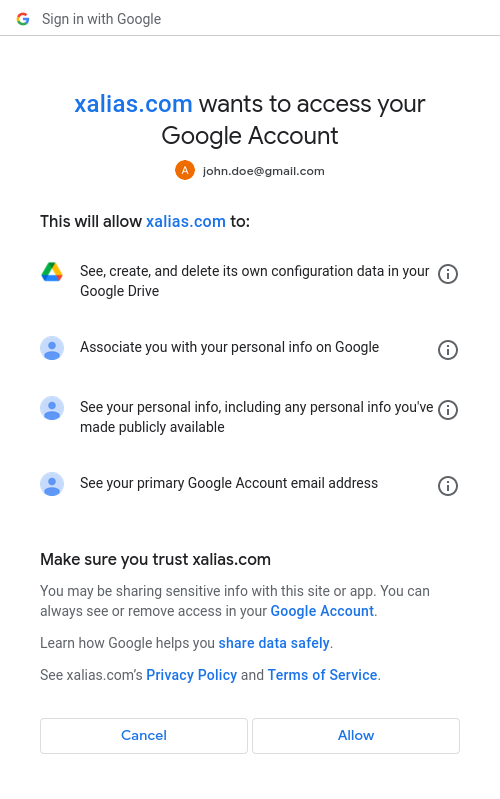 Sign in with Google
xalias.com wants to access your
Google Account
A john.doe@gmail.com
This will allow xalias.com to:
See, create, and delete its own configuration data in your
Google Drive
Associate you with your personal info on Google
See your personal info, including any personal info you've
made publicly available
See your primary Google Account email address
Make sure you trust xalias.com
You may be sharing sensitive info with this site or app. You can
always see or remove access in your Google Account.
Learn how Google helps you share data safely.
See xalias.com’s Privacy Policy and Terms of Service.
Cancel Allow